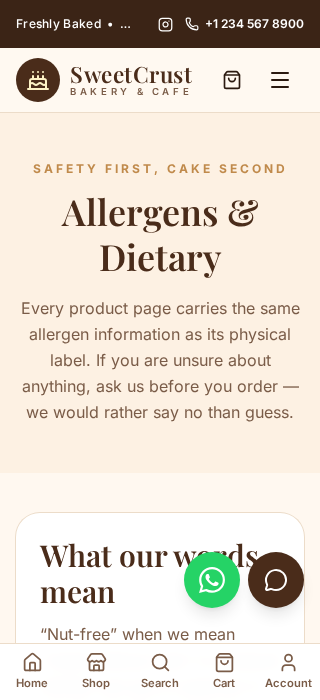 Freshly Baked • ...
+1 234 567 8900
SweetCrust
BAKERY & CAFE
SAFETY FIRST, CAKE SECOND
Allergens &
Dietary
Every product page carries the same
allergen information as its physical
label. If you are unsure about
anything, ask us before you order —
we would rather say no than guess.
What our words
mean
“Nut-free” when we mean
Home
Shop
Search
Cart
Account